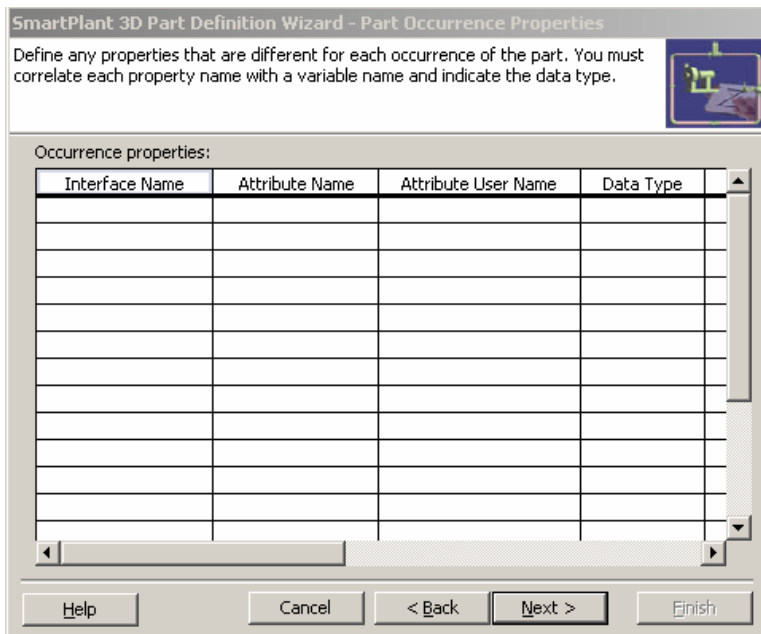 SmartPlant 3D Part Definition Wizard - Part Occurrence Properties
Define any properties that are different for each occurrence of the part. You must
correlate each property name with a variable name and indicate the data type.
Occurrence properties:
Interface Name Attribute Name Attribute User Name Data Type
Help Cancel < Back Next > Finish